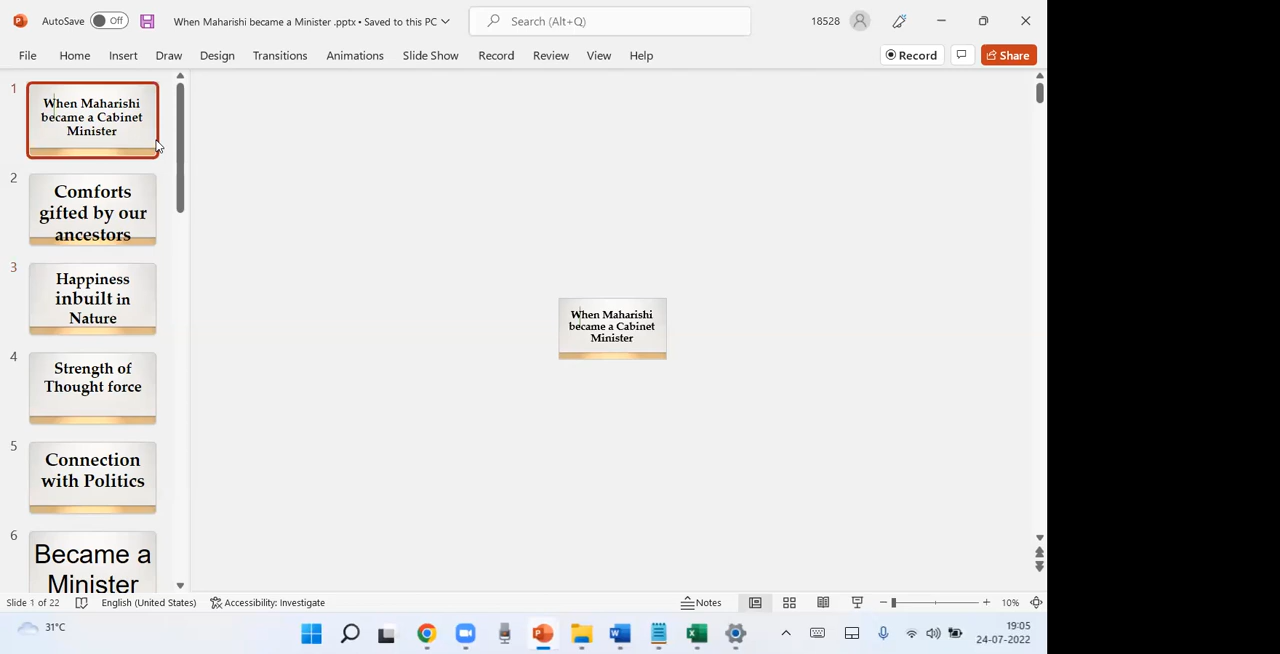 AutoSave Off When Maharishi became a Minister .pptx • Saved to this PC Search (Alt+Q) 18528
File Home Insert Draw Design Transitions Animations Slide Show Record Review View Help Record Share
1
When Maharishi
became a Cabinet
Minister
2
Comforts
gifted by our
ancestors
3
Happiness
inbuilt in
Nature
4
Strength of
Thought force
5
Connection
with Politics
6
Became a
Minister
When Maharishi
became a Cabinet
Minister
Slide 1 of 22 English (United States) Accessibility: Investigate Notes 10%
31°C
19:05
24-07-2022